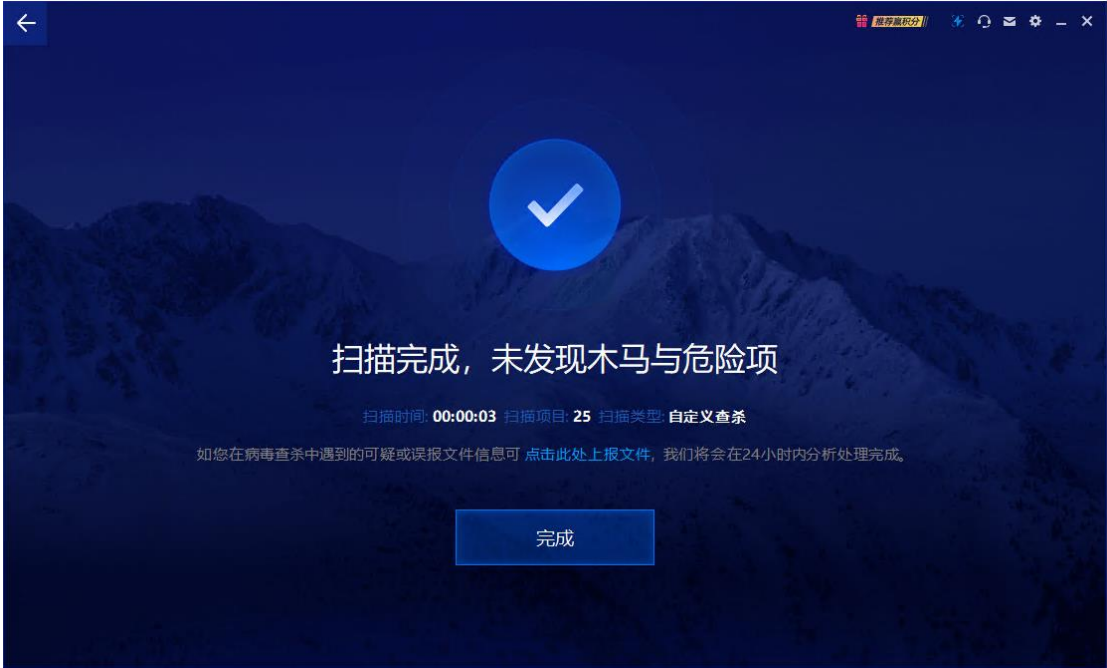 推荐赢积分
扫描完成，未发现木马与危险项
扫描时间: 00:00:03 扫描项目: 25 扫描类型: 自定义查杀
如您在病毒查杀中遇到的可疑或误报文件信息可 点击此处上报文件，我们将会在24小时内分析处理完成。
完成